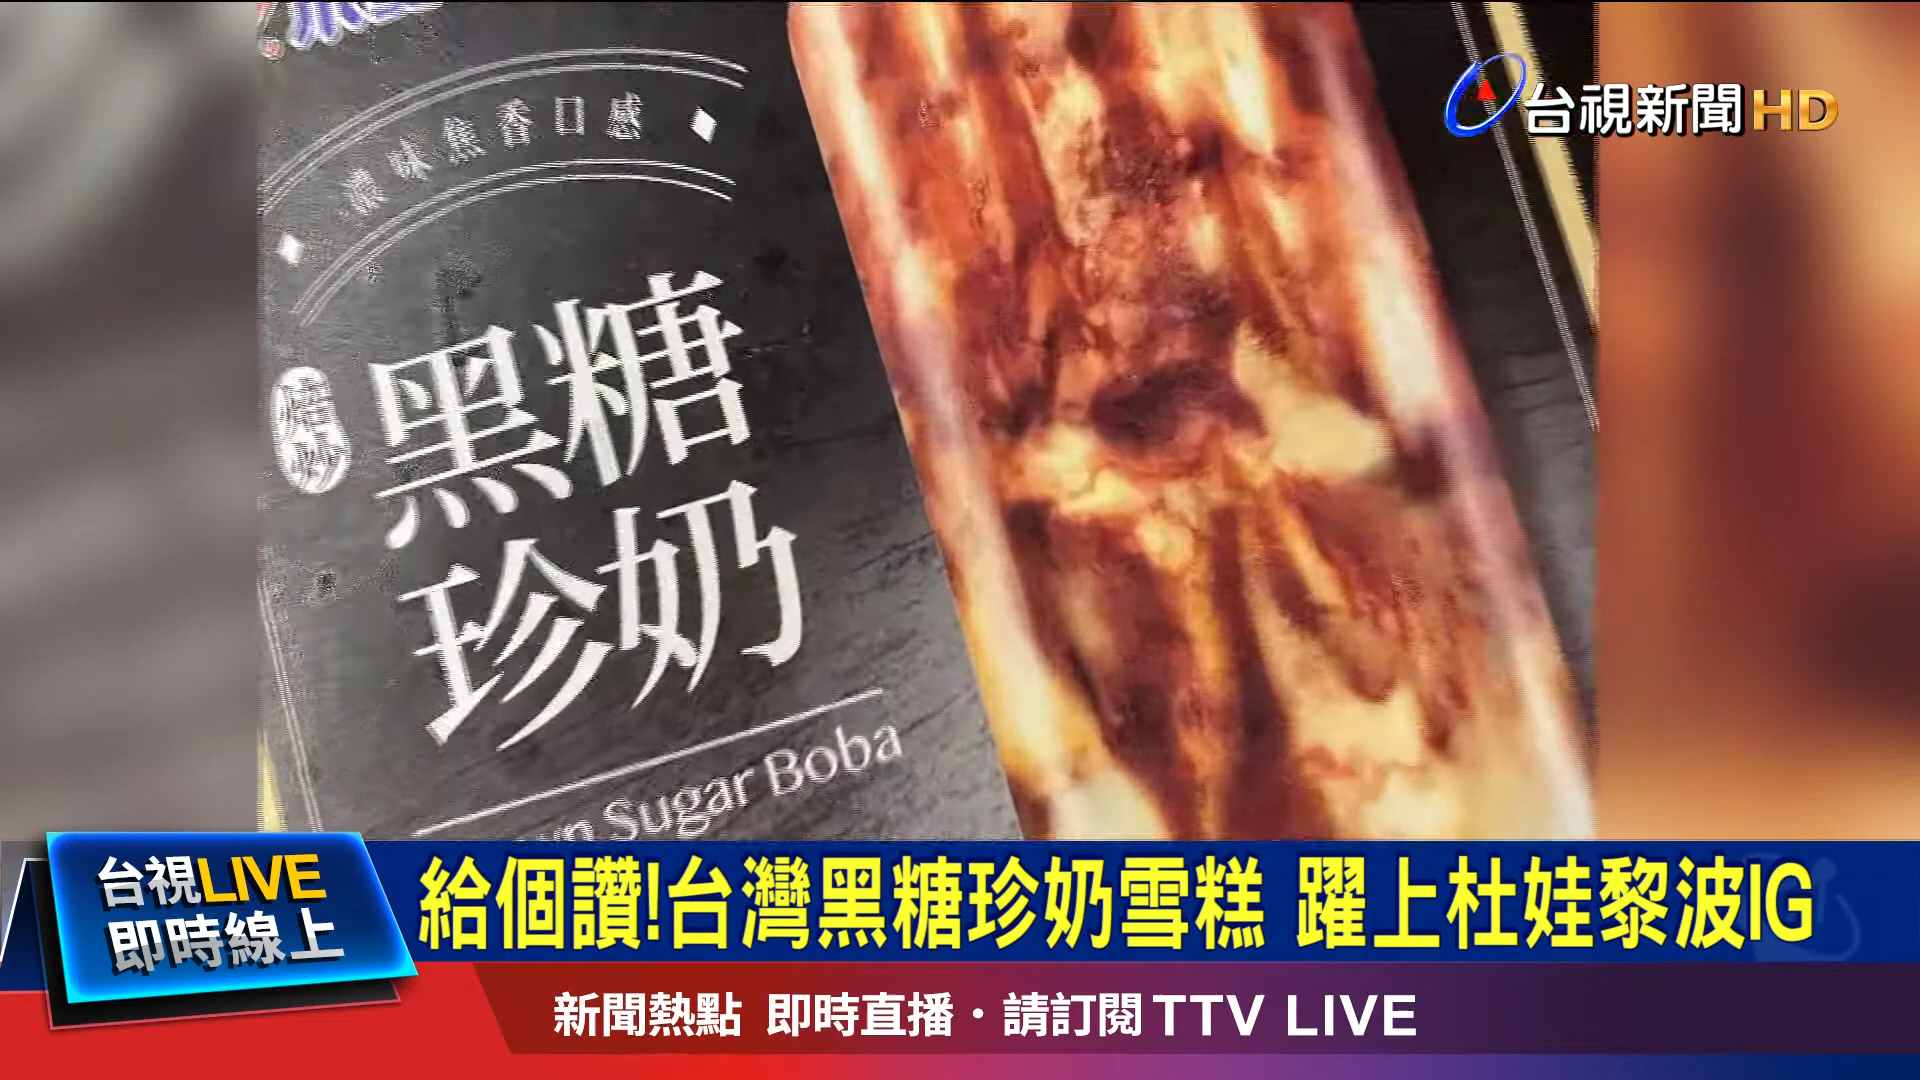 台視新聞HD
濃味焦香口感
黑糖
珍奶
Sugar Boba
台視LIVE
即時線上
給個讚!台灣黑糖珍奶雪糕 躍上杜娃黎波IG
新聞熱點 即時直播・請訂閱TTV LIVE